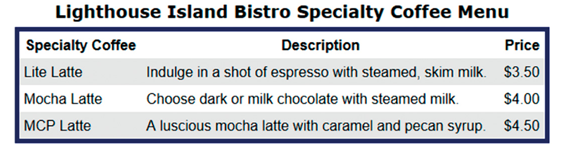 Lighthouse Island Bistro Specialty Coffee Menu
Specialty Coffee Description Price
Lite Latte Indulge in a shot of espresso with steamed, skim milk. $3.50
Mocha Latte Choose dark or milk chocolate with steamed milk. $4.00
MCP Latte A luscious mocha latte with caramel and pecan syrup. $4.50